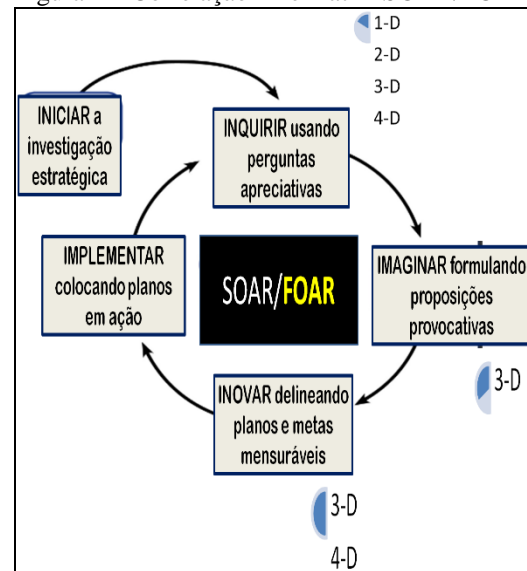 1-D
2-D
3-D
4-D
INICIAR a
investigação
estratégica
INQUIRIR usando
perguntas
apreciativas
IMPLEMENTAR
colocando planos
em ação
SOAR/FOAR
IMAGINAR formulando
proposições
provocativas
3-D
INOVAR delineando
planos e metas
mensuráveis
3-D
4-D